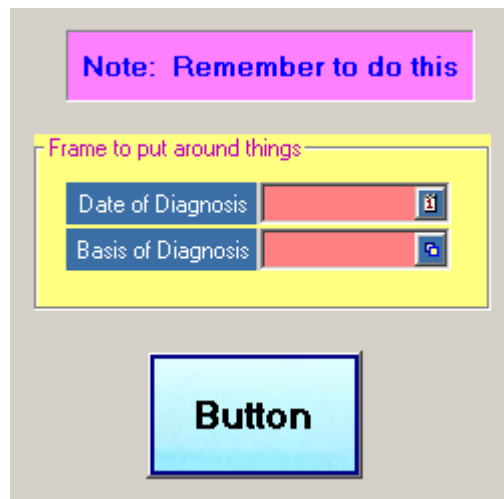 Note:  Remember to do this
Frame to put around things
Date of Diagnosis
Basis of Diagnosis
Button